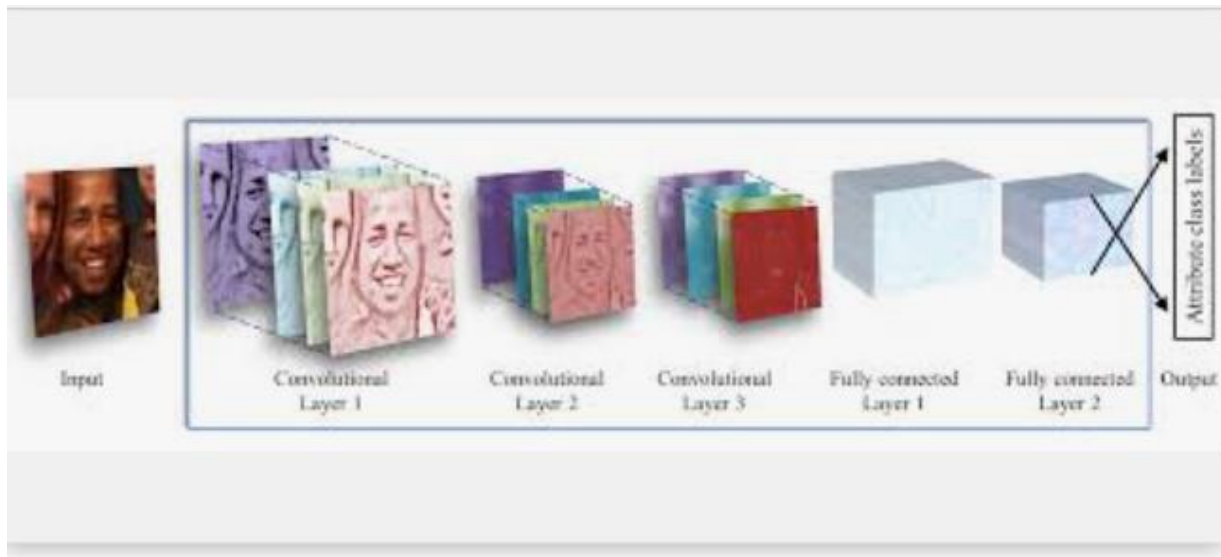 Input
Convolutional
Layer 1
Convolutional
Layer 2
Convolutional
Layer 3
Fully connected
Layer 1
Fully connected
Layer 2
Attribute class labels
Output